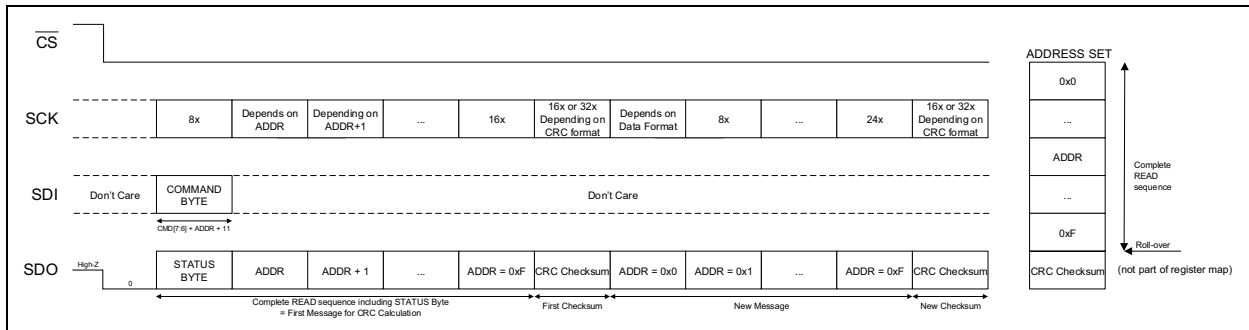 CS
ADDRESS SET
0x0
SCK
8x
Depends on
ADDR
Depending on
ADDR+1
...
16x
16x or 32x
Depending on
CRC format
Depends on
Data Format
8x
...
24x
16x or 32x
Depending on
CRC format
...
ADDR
Complete
READ
sequence
SDI
Don't Care
COMMAND
BYTE
Don't Care
...
CMD[7:6] + ADDR + 11
0xF
Roll-over
SDO
High-Z
0
STATUS
BYTE
ADDR
ADDR + 1
...
ADDR = 0xF
CRC Checksum
ADDR = 0x0
ADDR = 0x1
...
ADDR = 0xF
CRC Checksum
CRC Checksum
(not part of register map)
Complete READ sequence including STATUS Byte
= First Message for CRC Calculation
First Checksum
New Message
New Checksum